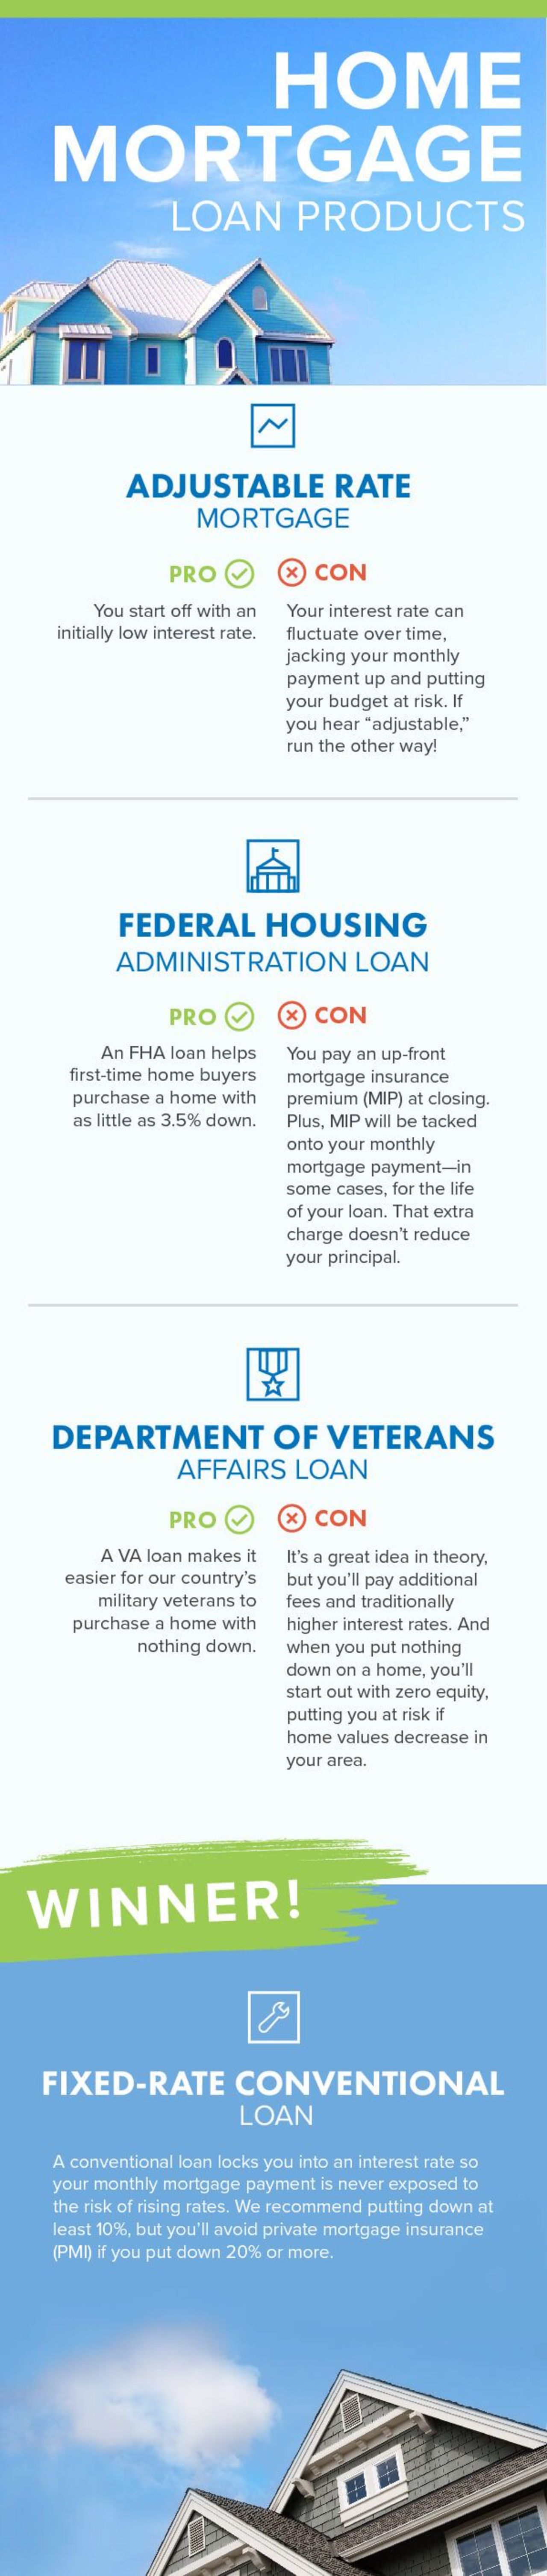 HOME
MORTGAGE
LOAN PRODUCTS
ADJUSTABLE RATE
MORTGAGE
PRO
You start off with an
initially low interest rate.
CON
Your interest rate can
fluctuate over time,
jacking your monthly
payment up and putting
your budget at risk. If
you hear “adjustable,”
run the other way!
FEDERAL HOUSING
ADMINISTRATION LOAN
PRO
An FHA loan helps
first-time home buyers
purchase a home with
as little as 3.5% down.
CON
You pay an up-front
mortgage insurance
premium (MIP) at closing.
Plus, MIP will be tacked
onto your monthly
mortgage payment—in
some cases, for the life
of your loan. That extra
charge doesn’t reduce
your principal.
DEPARTMENT OF VETERANS
AFFAIRS LOAN
PRO
A VA loan makes it
easier for our country’s
military veterans to
purchase a home with
nothing down.
CON
It’s a great idea in theory,
but you’ll pay additional
fees and traditionally
higher interest rates. And
when you put nothing
down on a home, you’ll
start out with zero equity,
putting you at risk if
home values decrease in
your area.
WINNER!
FIXED-RATE CONVENTIONAL
LOAN
A conventional loan locks you into an interest rate so
your monthly mortgage payment is never exposed to
the risk of rising rates. We recommend putting down at
least 10%, but you’ll avoid private mortgage insurance
(PMI) if you put down 20% or more.